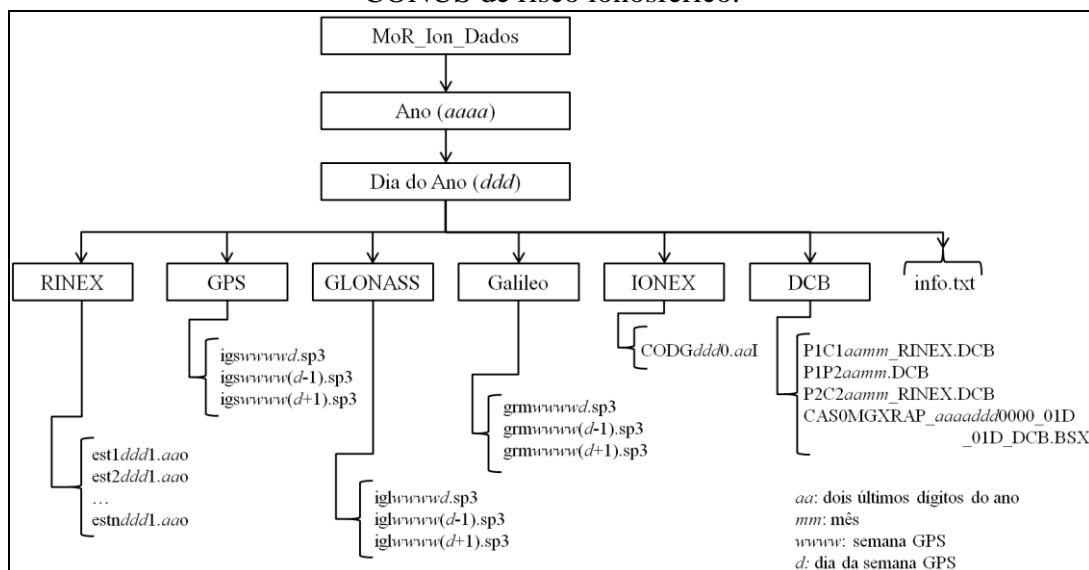 CONUS de risco ionosférico.
MoR_Ion_Dados
Ano (aaaa)
Dia do Ano (ddd)
RINEX
GPS
GLONASS
Galileo
IONEX
DCB
info.txt
est1ddd1.aao
est2ddd1.aao
...
estnddd1.aao
igswwwwd.sp3
igswwww(d-1).sp3
igswwww(d+1).sp3
iglwwwwd.sp3
iglwwww(d-1).sp3
iglwwww(d+1).sp3
grmwwwwd.sp3
grmwwww(d-1).sp3
grmwwww(d+1).sp3
CODGddd0.aaI
P1C1aamm_RINEX.DCB
P1P2aamm.DCB
P2C2aamm_RINEX.DCB
CAS0MGXRAP_aaaaddd0000_01D
_01D_DCB.BSX
aa: dois últimos dígitos do ano
mm: mês
wwww: semana GPS
d: dia da semana GPS